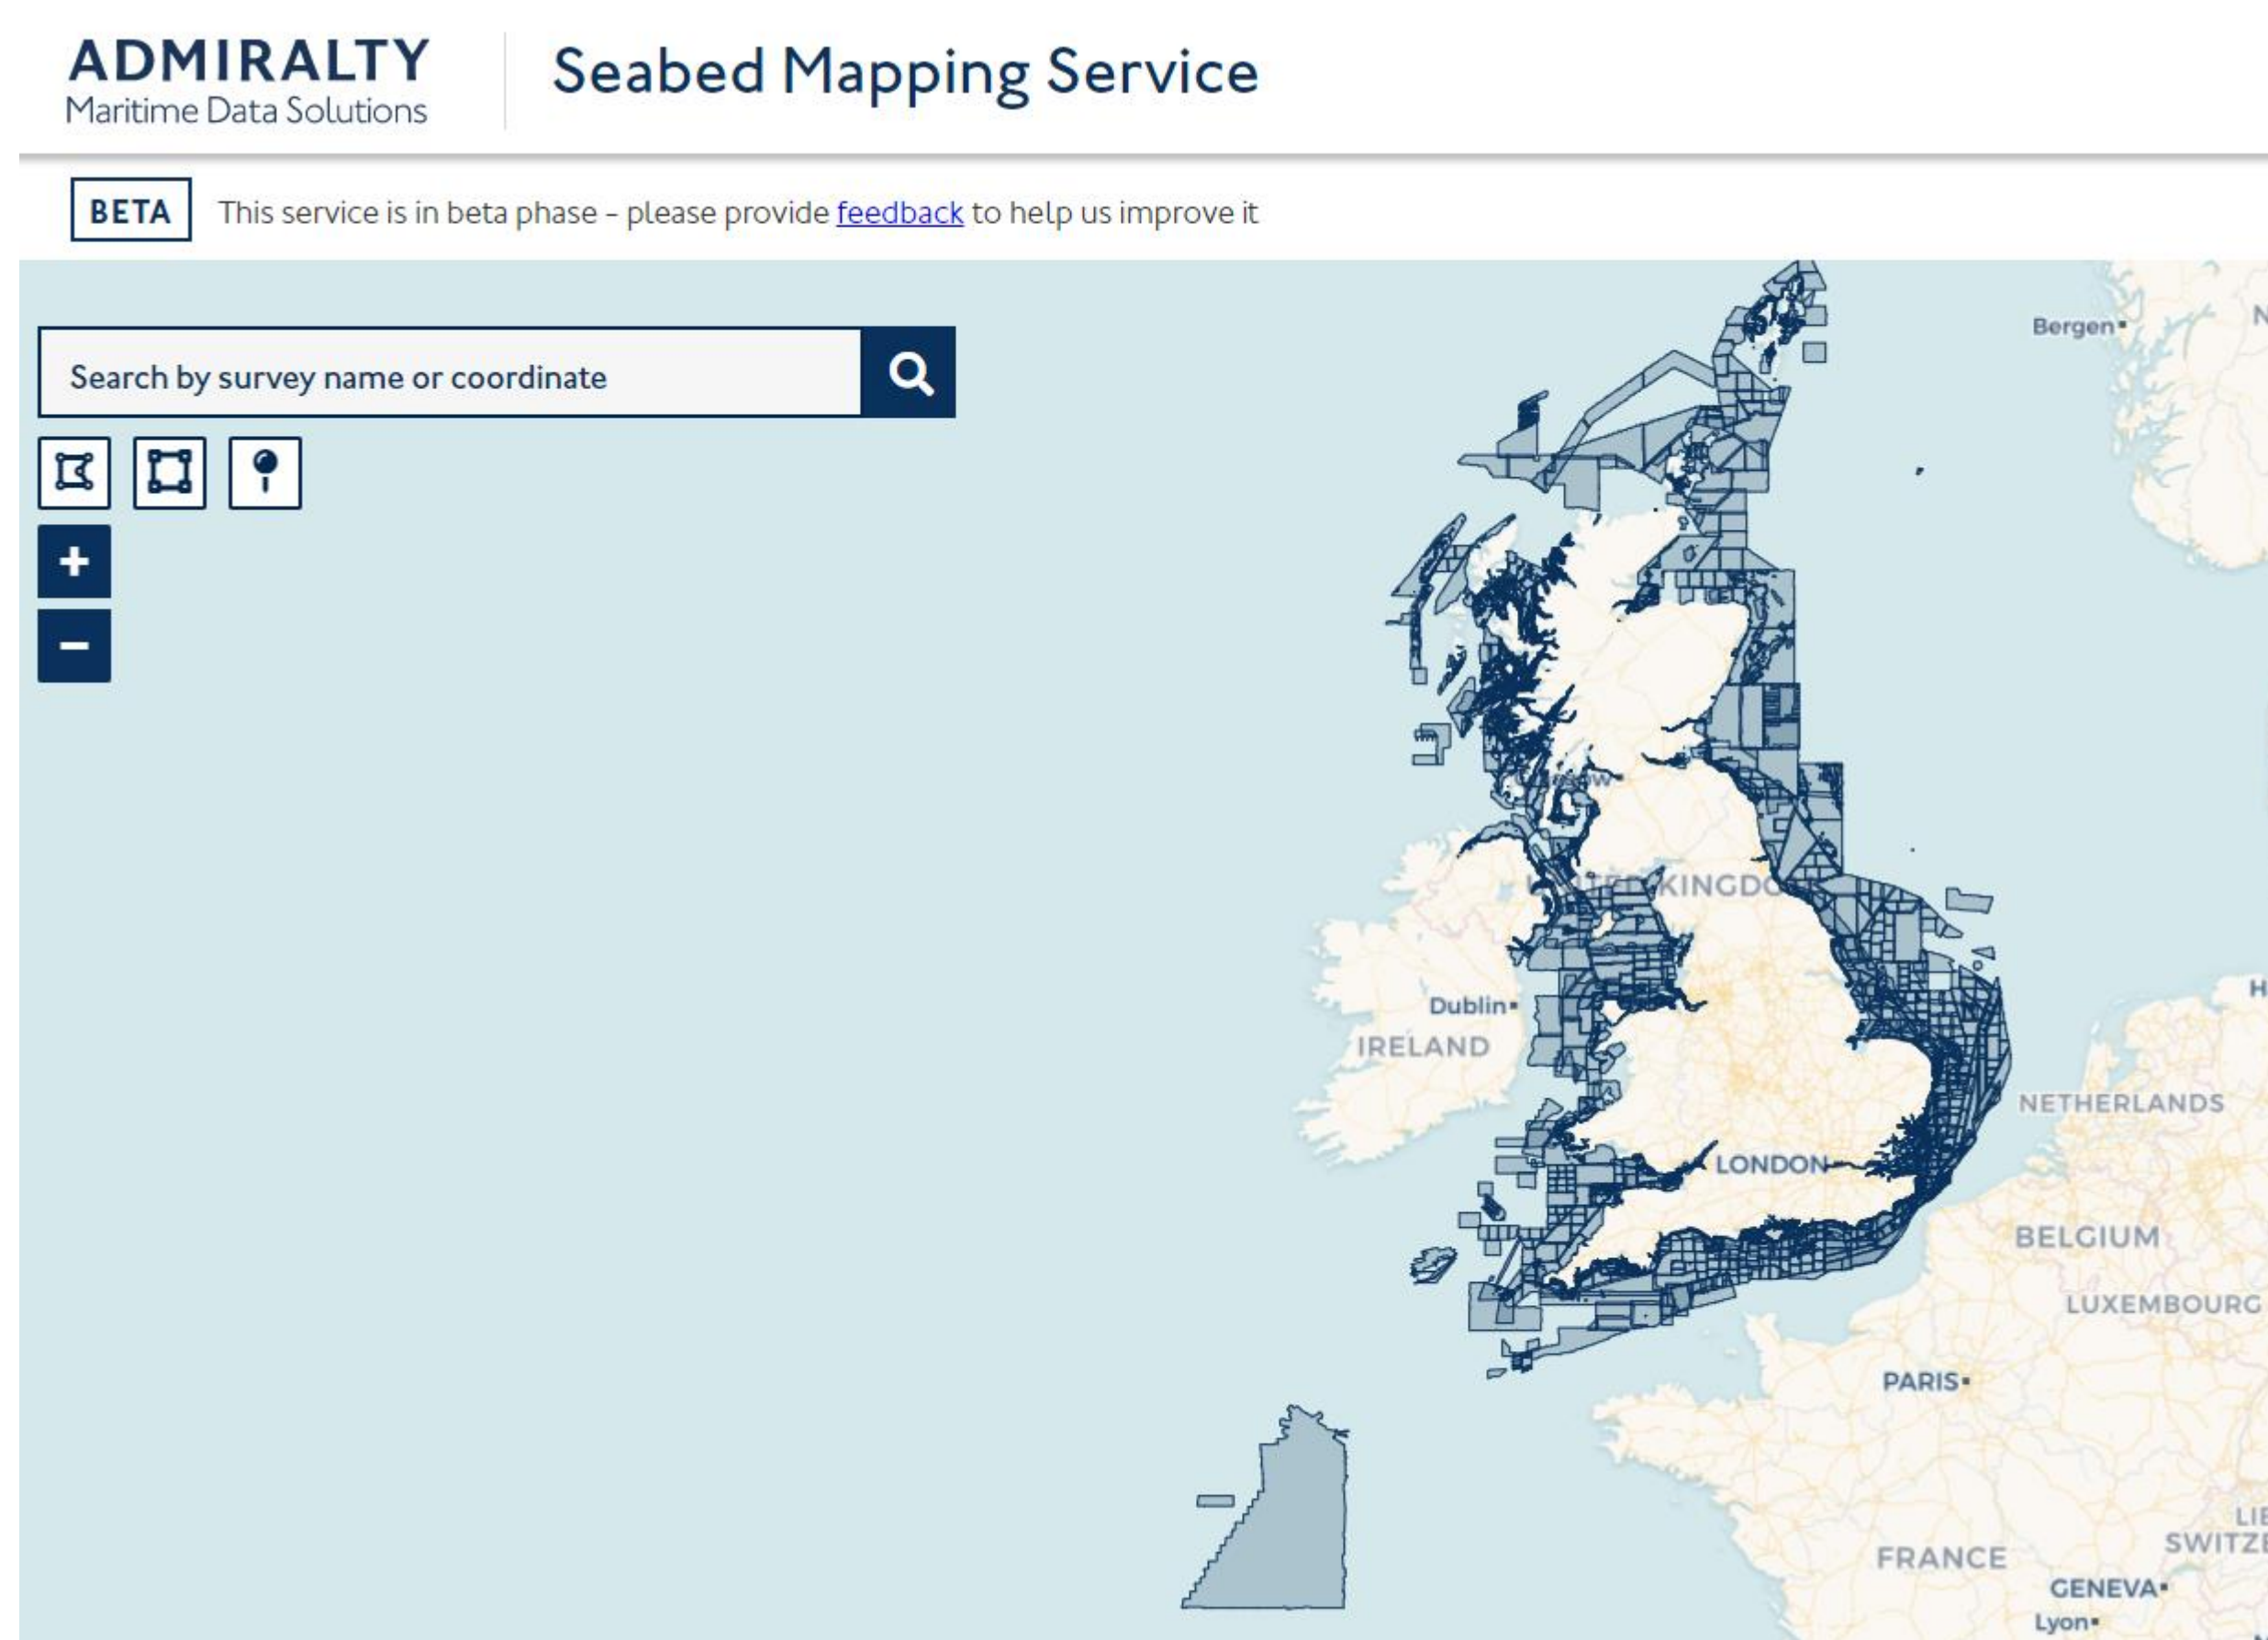 ADMIRALTY
Maritime Data Solutions
Seabed Mapping Service
BETA
This service is in beta phase - please provide feedback to help us improve it
Search by survey name or coordinate
+
−
Bergen
KINGDO
Dublin
IRELAND
NETHERLANDS
LONDON
BELGIUM
LUXEMBOURG
PARIS
FRANCE
GENEVA
Lyon